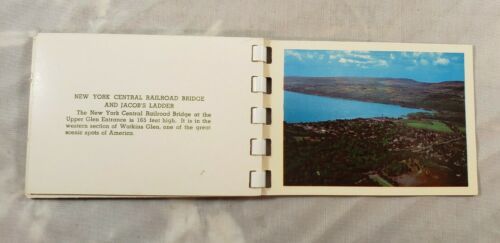 NEW YORK CENTRAL RAILROAD BRIDGE
AND JACOB'S LADDER
The New York Central Railroad Bridge at the
Upper Glen Entrance is 165 feet high. It is in the
western section of Watkins Glen, one of the great
scenic spots of America.